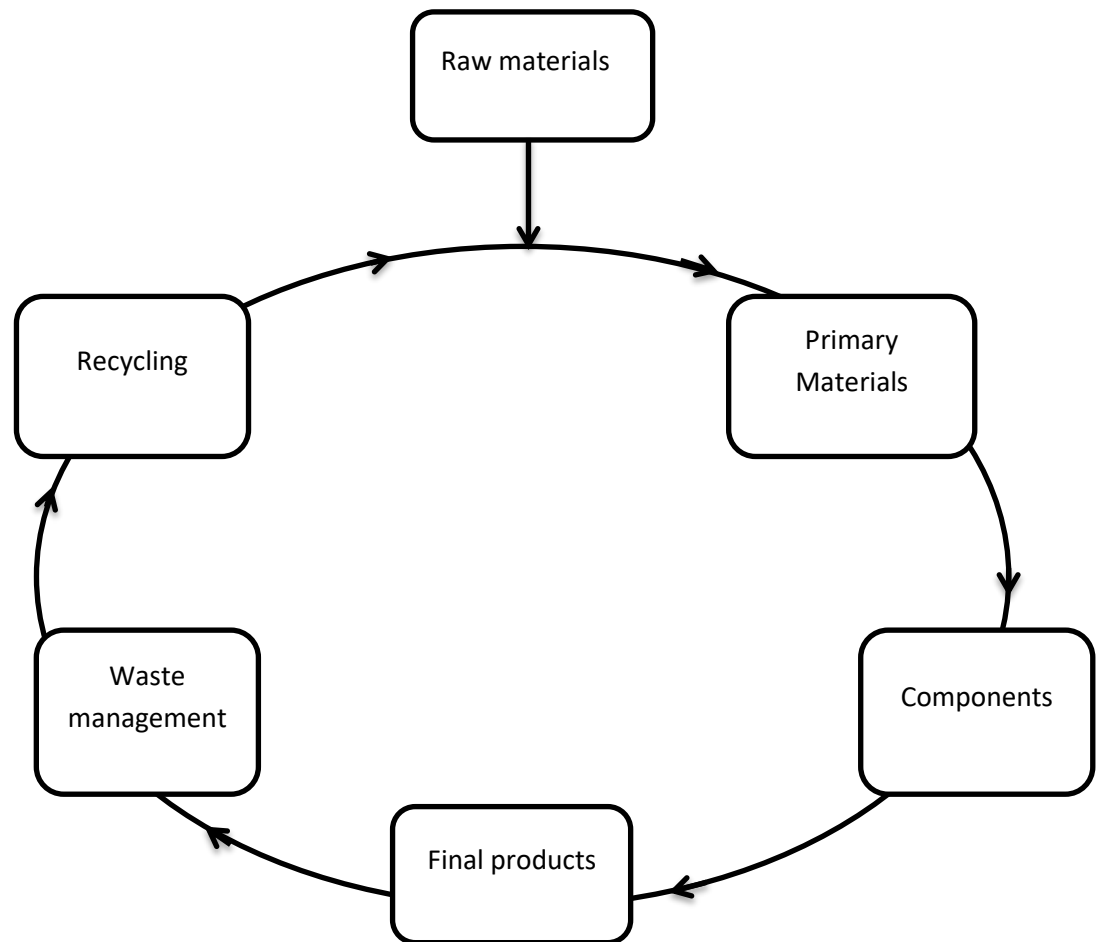 Raw materials
Primary
Materials
Components
Final products
Waste
management
Recycling